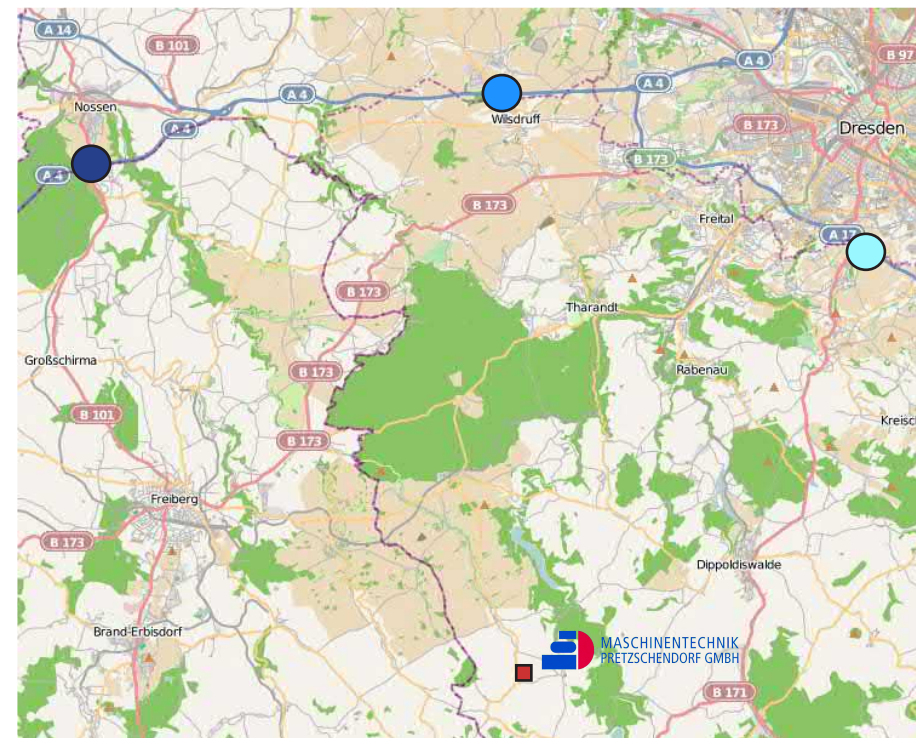 A 14
B 101
A 4
B 97
A 4
A 4
Nossen
Wilsdruff
A 4
B 173
Dresden
B 173
A 4
B 173
Freital
A 17
B 173
Tharandt
Großschirma
B 173
Rabenau
B 101
Kreisc
B 173
Freiberg
B 173
Dippoldiswalde
Brand-Erbisdorf
MASCHINENTECHNIK
PRETZSCHENDORF GMBH
B 171